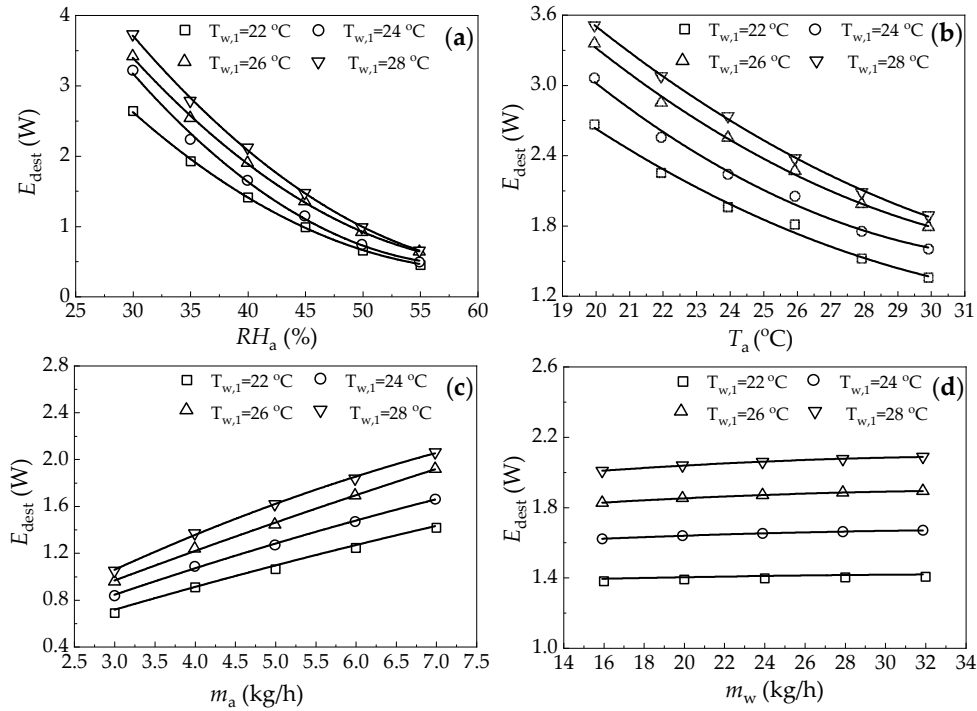 T_w,1=22 °C T_w,1=24 °C (a)
T_w,1=26 °C T_w,1=28 °C
E_dest (W)
4
3
2
1
0
25 30 35 40 45 50 55 60
RH_a (%)
T_w,1=22 °C T_w,1=24 °C (b)
T_w,1=26 °C T_w,1=28 °C
E_dest (W)
3.6
3.0
2.4
1.8
1.2
19 20 21 22 23 24 25 26 27 28 29 30 31
T_a (°C)
T_w,1=22 °C T_w,1=24 °C (c)
T_w,1=26 °C T_w,1=28 °C
E_dest (W)
2.8
2.4
2.0
1.6
1.2
0.8
0.4
2.5 3.0 3.5 4.0 4.5 5.0 5.5 6.0 6.5 7.0 7.5
m_a (kg/h)
T_w,1=22 °C T_w,1=24 °C (d)
T_w,1=26 °C T_w,1=28 °C
E_dest (W)
2.6
2.2
1.8
1.4
1.0
14 16 18 20 22 24 26 28 30 32 34
m_w (kg/h)